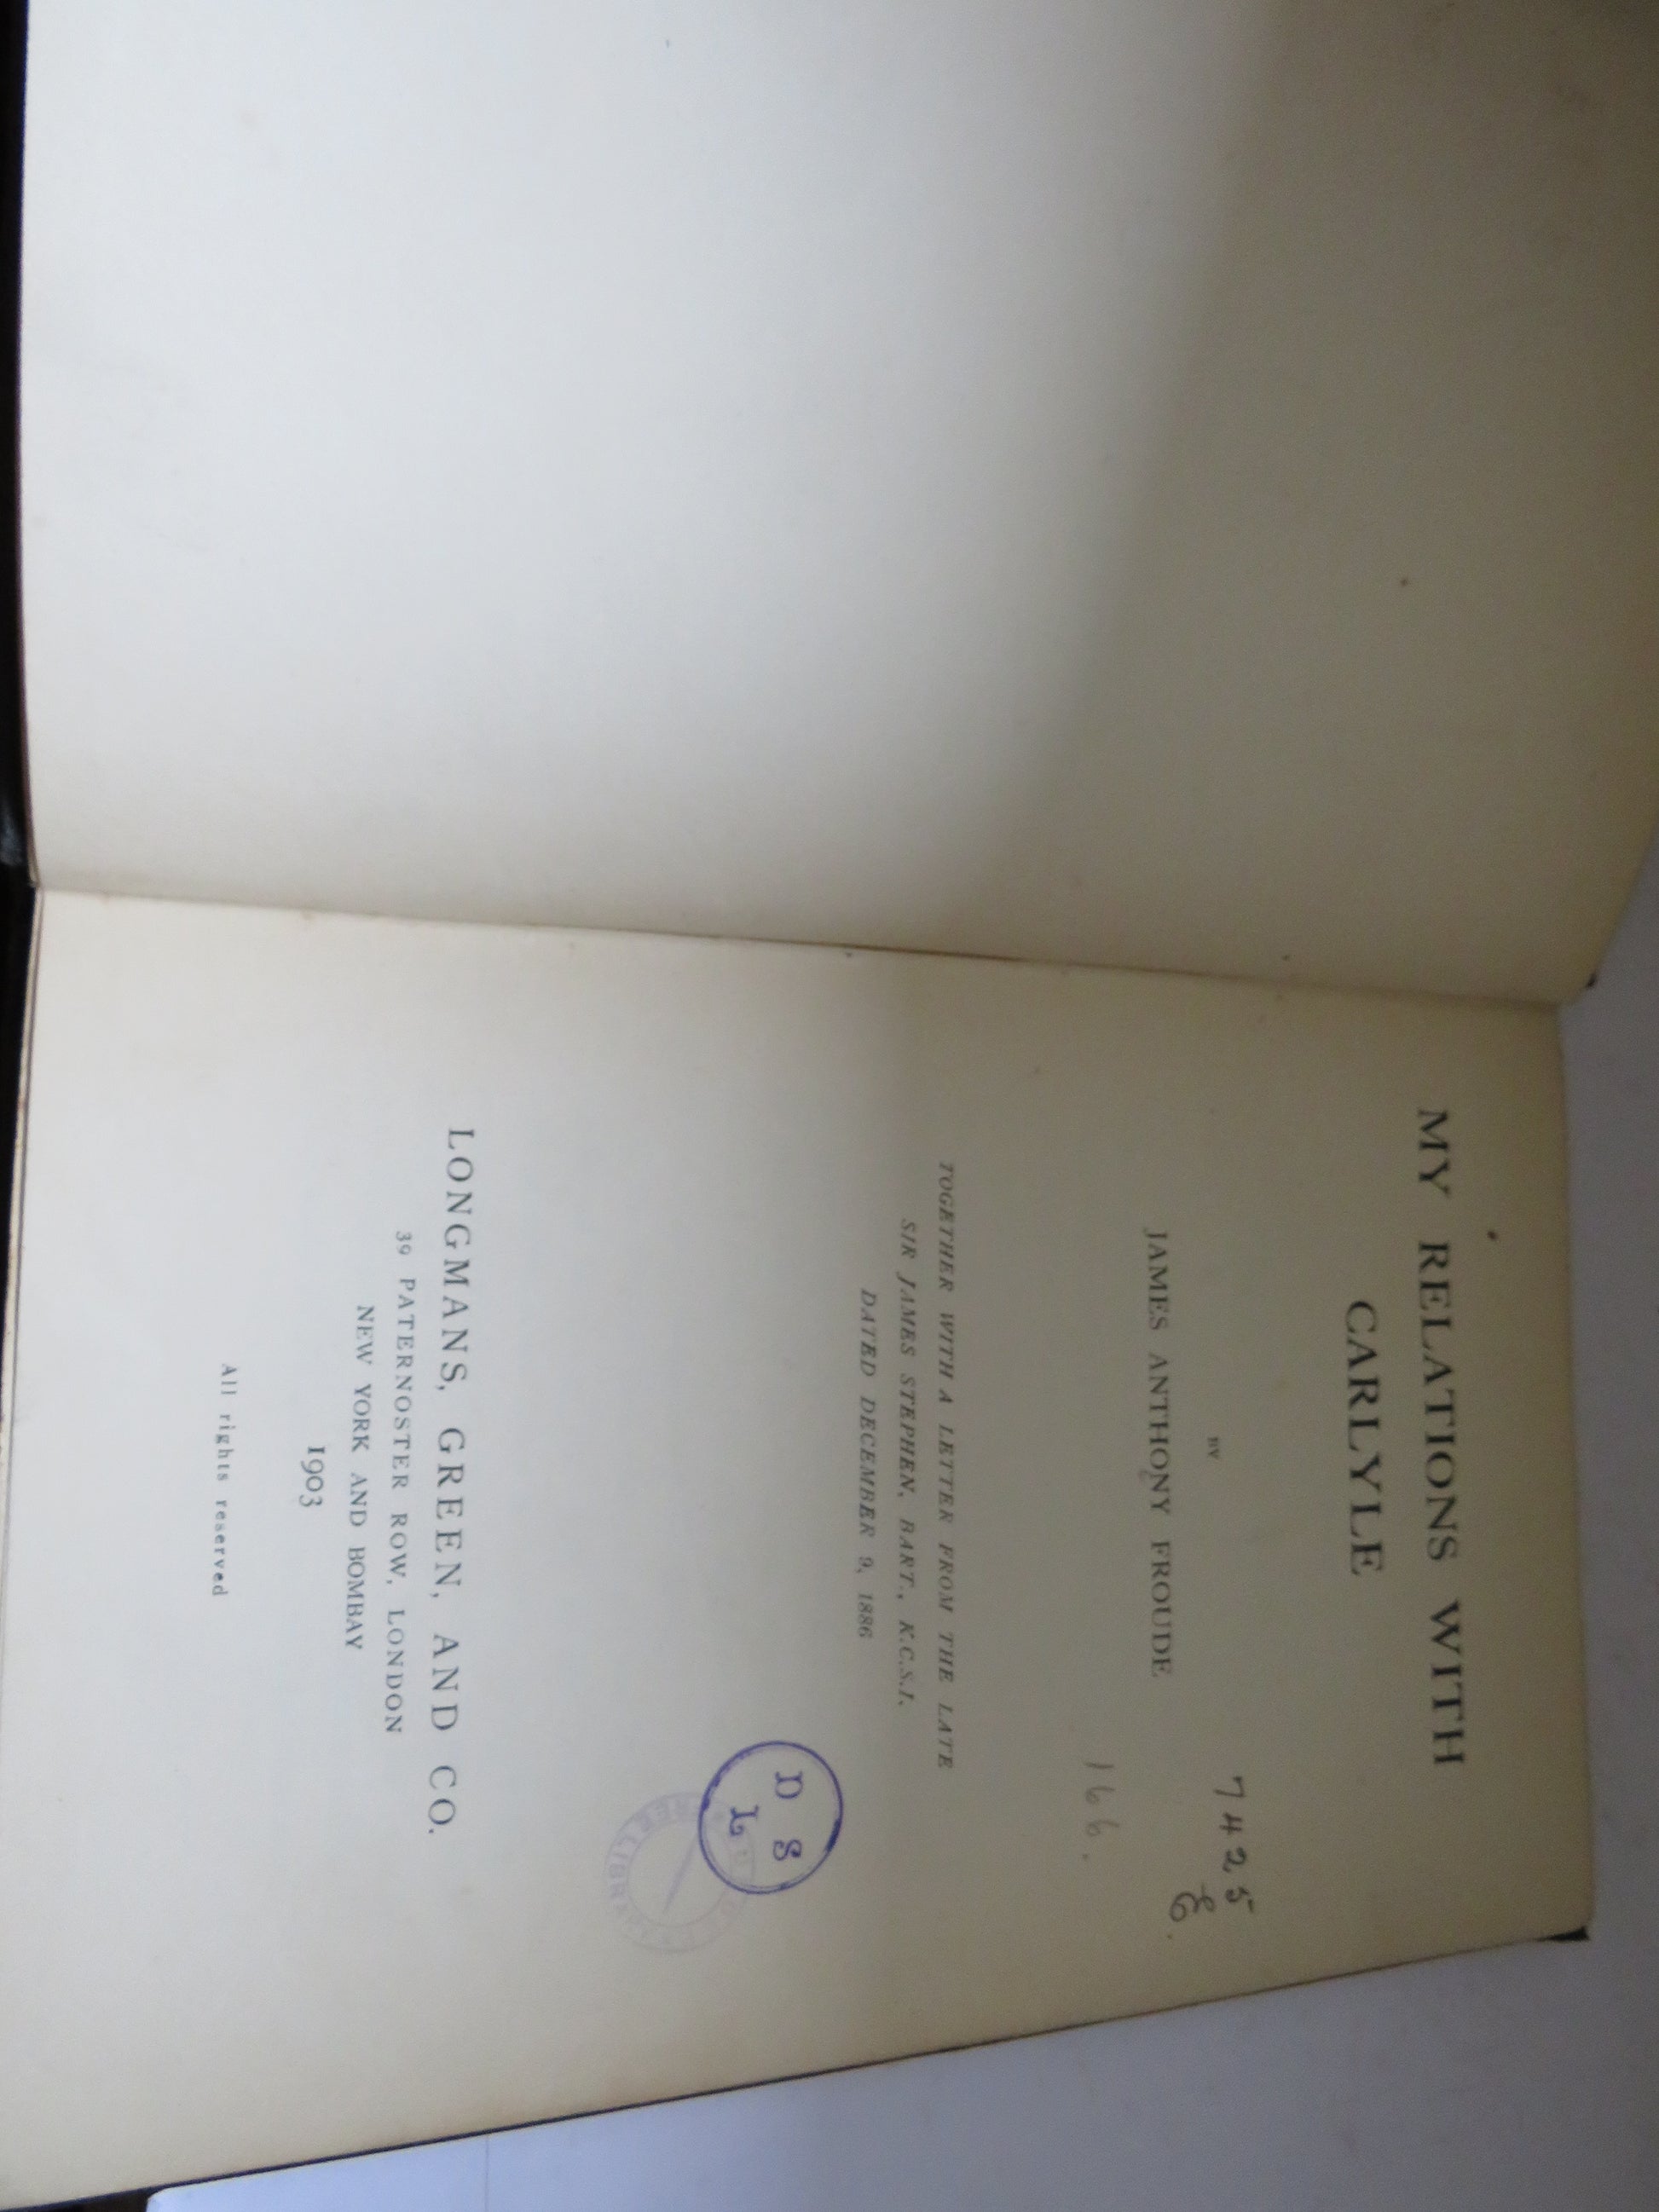 MY RELATIONS WITH
CARLYLE
BY
JAMES ANTHONY FROUDE
7425
166.
TOGETHER WITH A LETTER FROM THE LATE
SIR JAMES STEPHEN, BART., K.C.S.I.
DATED DECEMBER 9, 1886
D S
L
LONGMANS, GREEN, AND CO.
39 PATERNOSTER ROW, LONDON
NEW YORK AND BOMBAY
1903
All rights reserved